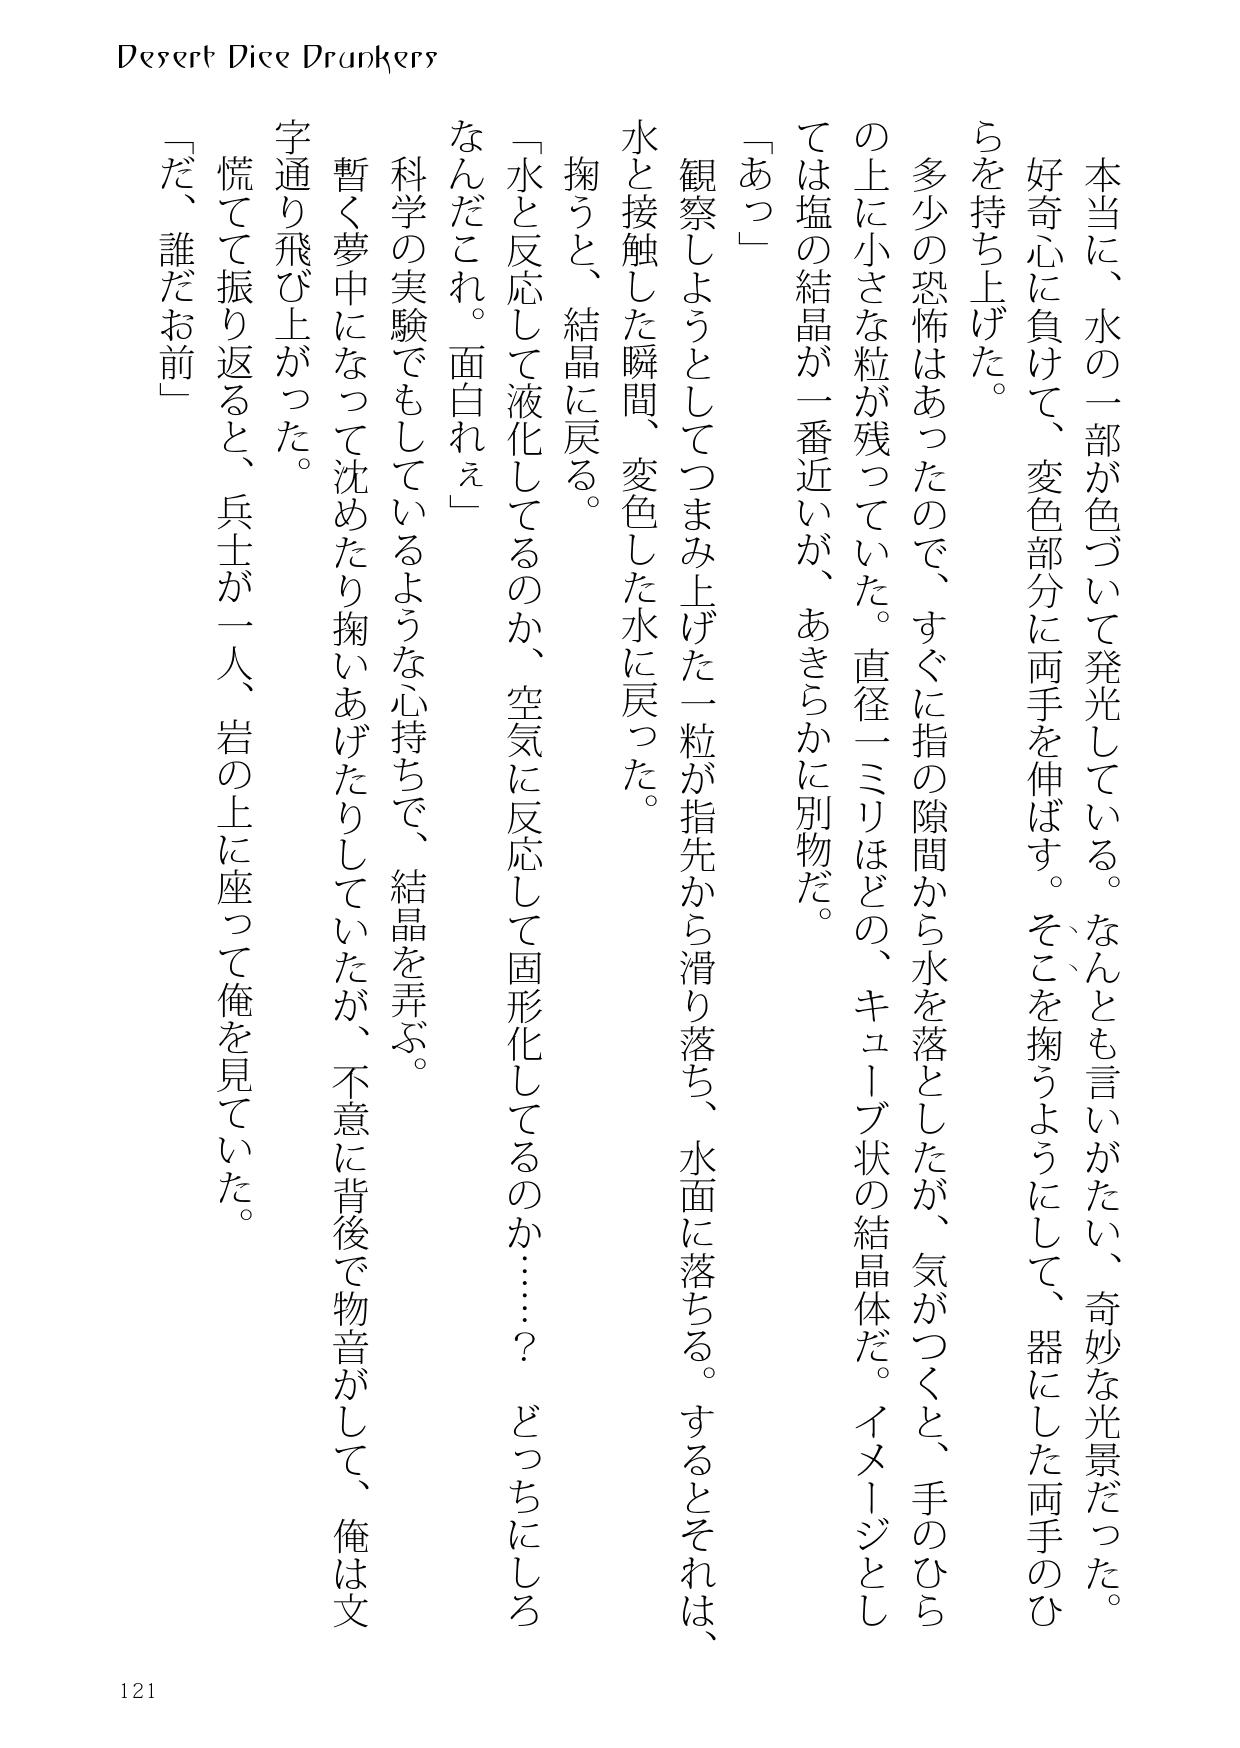 Desert Dice Drunkers
本当に、水の一部が色づいて発光している。なんとも言いがたい、奇妙な光景だった。
好奇心に負けて、変色部分に両手を伸ばす。そこを掬うようにして、器にした両手のひ
らを持ち上げた。
多少の恐怖はあったので、すぐに指の隙間から水を落としたが、気がつくと、手のひら
の上に小さな粒が残っていた。直径一ミリほどの、キューブ状の結晶体だ。イメージとし
ては塩の結晶が一番近いが、あきらかに別物だ。
「あっ」
観察しようとしてつまみ上げた一粒が指先から滑り落ち、水面に落ちる。するとそれは、
水と接触した瞬間、変色した水に戻った。
掬うと、結晶に戻る。
「水と反応して液化してるのか、空気に反応して固形化してるのか……？　どっちにしろ
なんだこれ。面白れぇ」
科学の実験でもしているような心持ちで、結晶を弄ぶ。
暫く夢中になって沈めたり掬いあげたりしていたが、不意に背後で物音がして、俺は文
字通り飛び上がった。
慌てて振り返ると、兵士が一人、岩の上に座って俺を見ていた。
「だ、誰だお前」
121